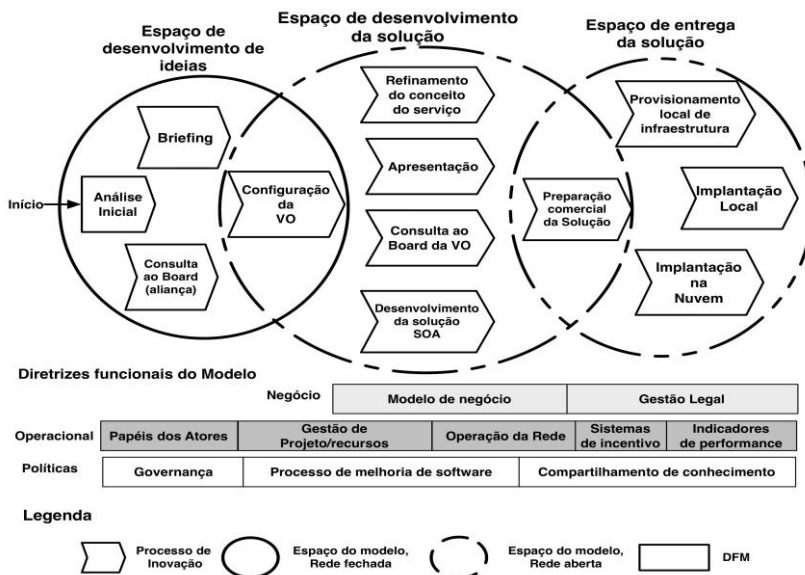 Espaço de
desenvolvimento de
ideias
Espaço de desenvolvimento
da solução
Espaço de entrega
da solução
Início
Briefing
Análise
Inicial
Consulta
ao Board
(aliança)
Configuração
da
VO
Refinamento
do conceito
do serviço
Apresentação
Consulta ao
Board da VO
Desenvolvimento
da solução
SOA
Preparação
comercial
da Solução
Provisionamento
local de
infraestrutura
Implantação
Local
Implantação
na
Nuvem
Diretrizes funcionais do Modelo
Negócio
Modelo de negócio
Gestão Legal
Operacional
Papéis dos Atores
Gestão de
Projeto/recursos
Operação da Rede
Sistemas
de incentivo
Indicadores
de performance
Políticas
Governança
Processo de melhoria de software
Compartilhamento de conhecimento
Legenda
Processo de
Inovação
Espaço do modelo,
Rede fechada
Espaço do modelo,
Rede aberta
DFM